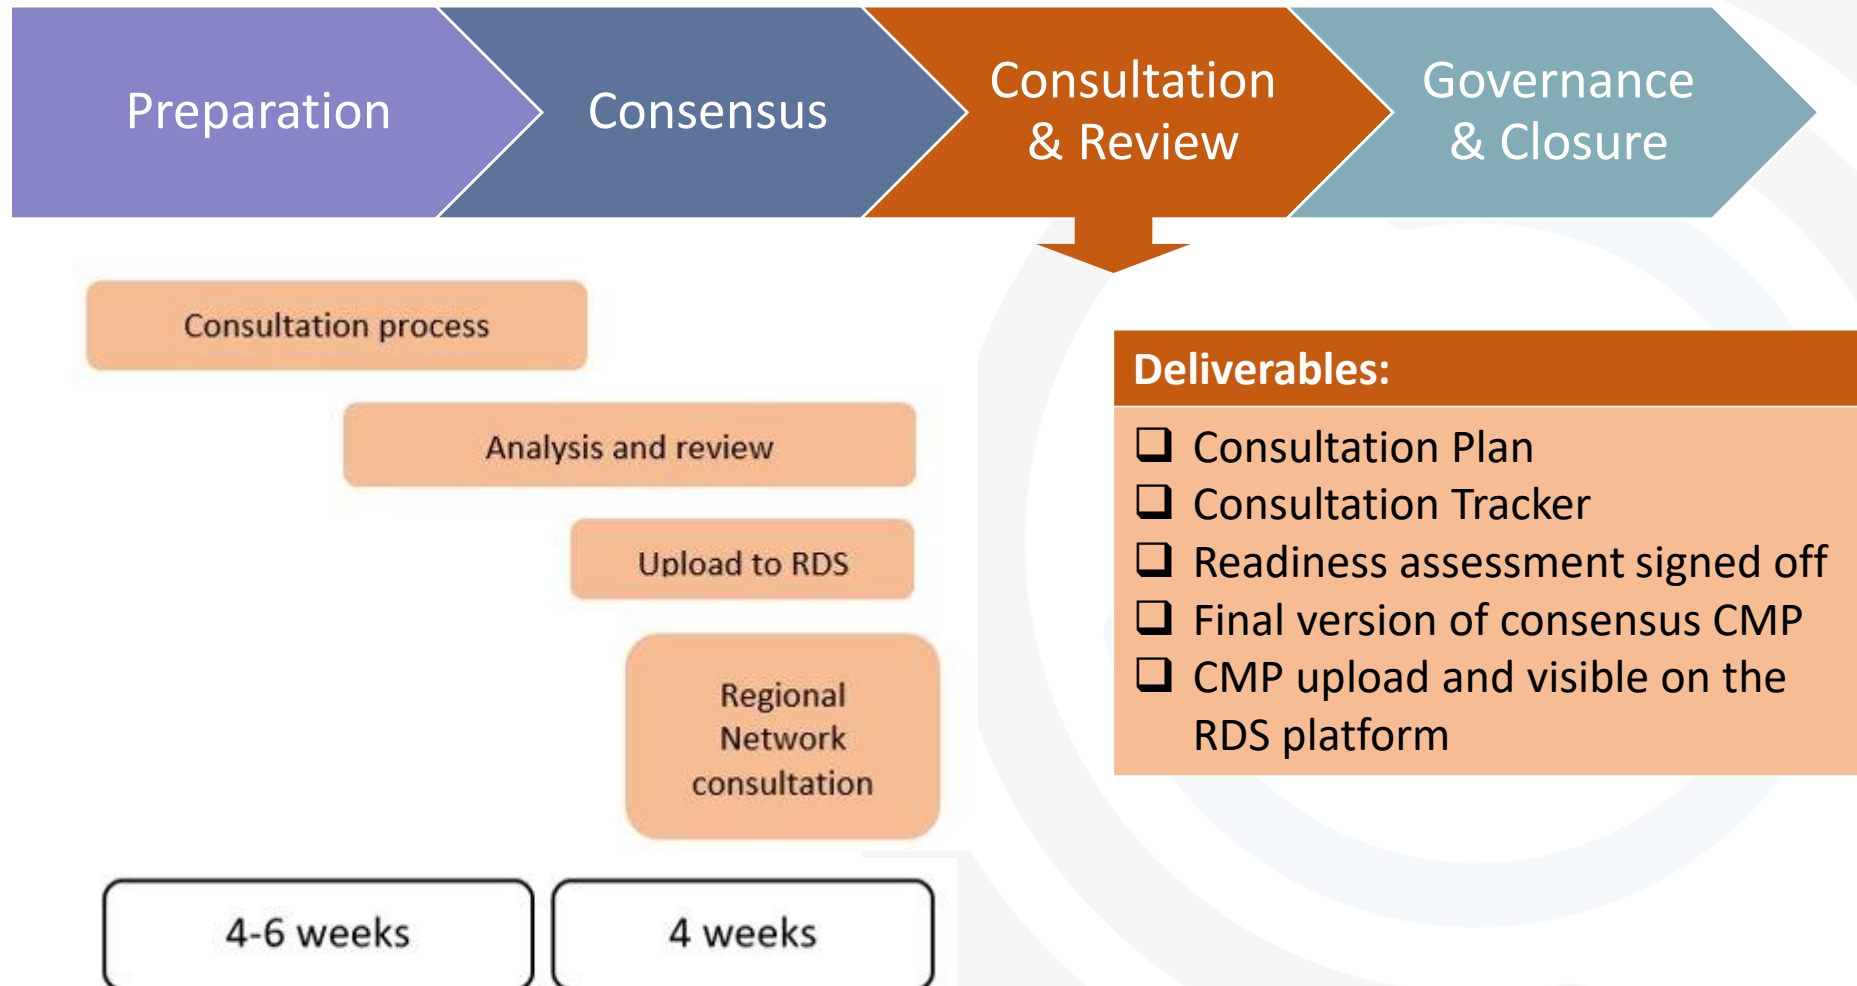 Preparation
Consensus
Consultation
& Review
Governance
& Closure
Consultation process
Analysis and review
Upload to RDS
Regional
Network
consultation
4-6 weeks
4 weeks
Deliverables:
❑ Consultation Plan
❑ Consultation Tracker
❑ Readiness assessment signed off
❑ Final version of consensus CMP
❑ CMP upload and visible on the
RDS platform